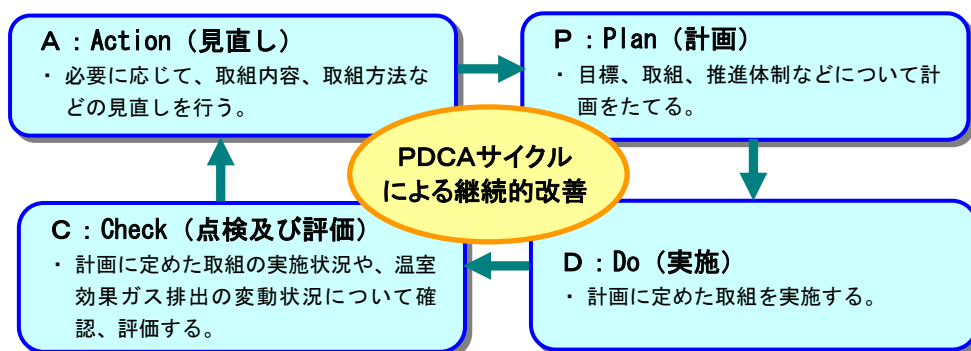 A：Action（見直し）
・ 必要に応じて、取組内容、取組方法な
どの見直しを行う。
P：Plan（計画）
・ 目標、取組、推進体制などについて計
画をたてる。
PDCAサイクル
による継続的改善
C：Check（点検及び評価）
・ 計画に定めた取組の実施状況や、温室
効果ガス排出の変動状況について確
認、評価する。
D：Do（実施）
・ 計画に定めた取組を実施する。